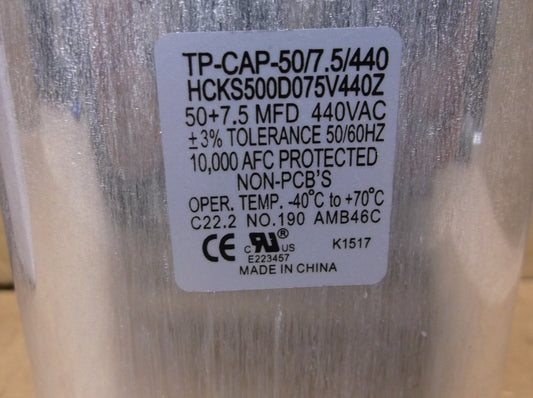 TP-CAP-50/7.5/440
HCKS500D075V440Z
50+7.5 MFD 440VAC
±3% TOLERANCE 50/60HZ
10,000 AFC PROTECTED
NON-PCB'S
OPER. TEMP. -40°C to +70°C
C22.2 NO.190 AMB46C
CE C UR® US K1517
E223457
MADE IN CHINA